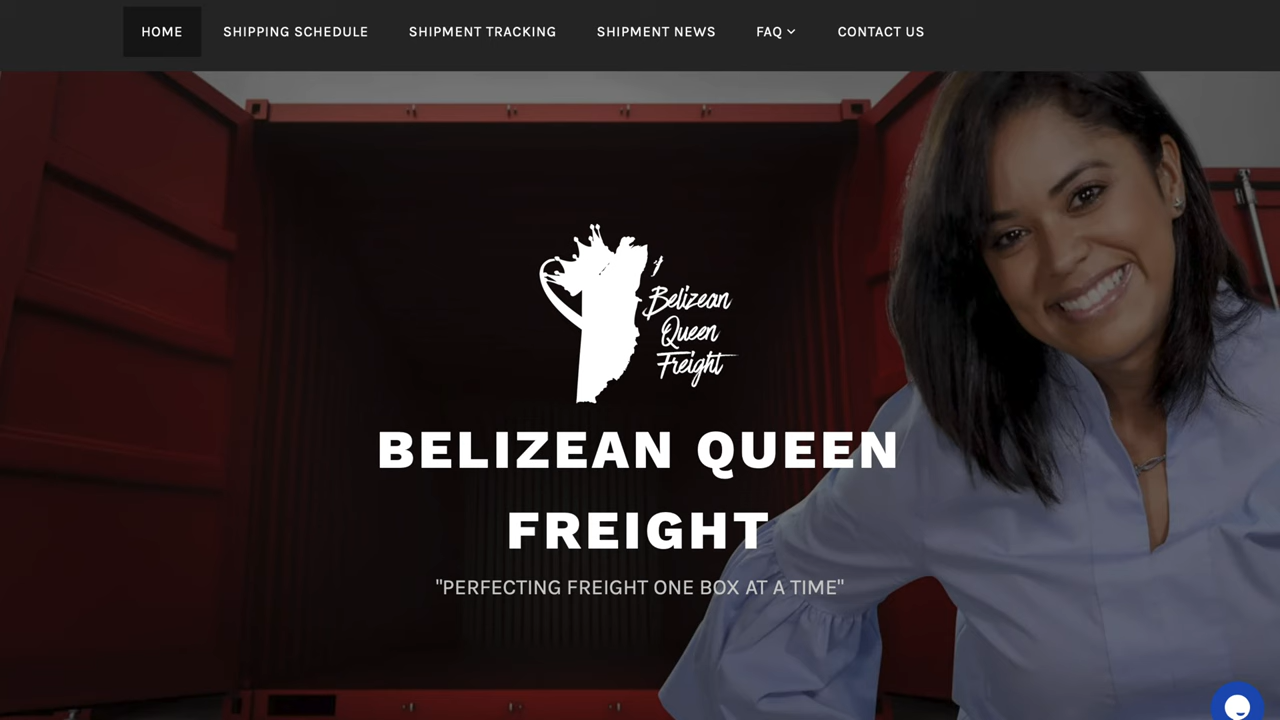 HOME SHIPPING SCHEDULE SHIPMENT TRACKING SHIPMENT NEWS FAQ CONTACT US
Belizean
Queen
Freight
BELIZEAN QUEEN
FREIGHT
"PERFECTING FREIGHT ONE BOX AT A TIME"